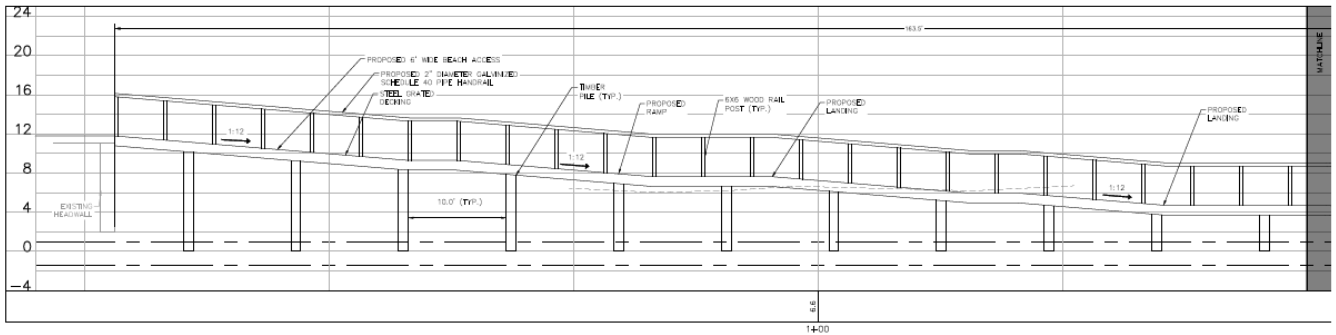 24
20
16
12
8
4
0
-4
163.5'
PROPOSED 6' WIDE BEACH ACCESS
PROPOSED 2" DIAMETER GALVINIZED
SCHEDULE 40 PIPE HANDRAIL
STEEL GRATED
DECKING
TIMBER
PILE (TYP.)
PROPOSED
RAMP
6X6 WOOD RAIL
POST (TYP.)
PROPOSED
LANDING
PROPOSED
LANDING
MATCHLINE
1:12
1:12
1:12
10.0' (TYP.)
EXISTING
HEADWALL
6.6
1+00